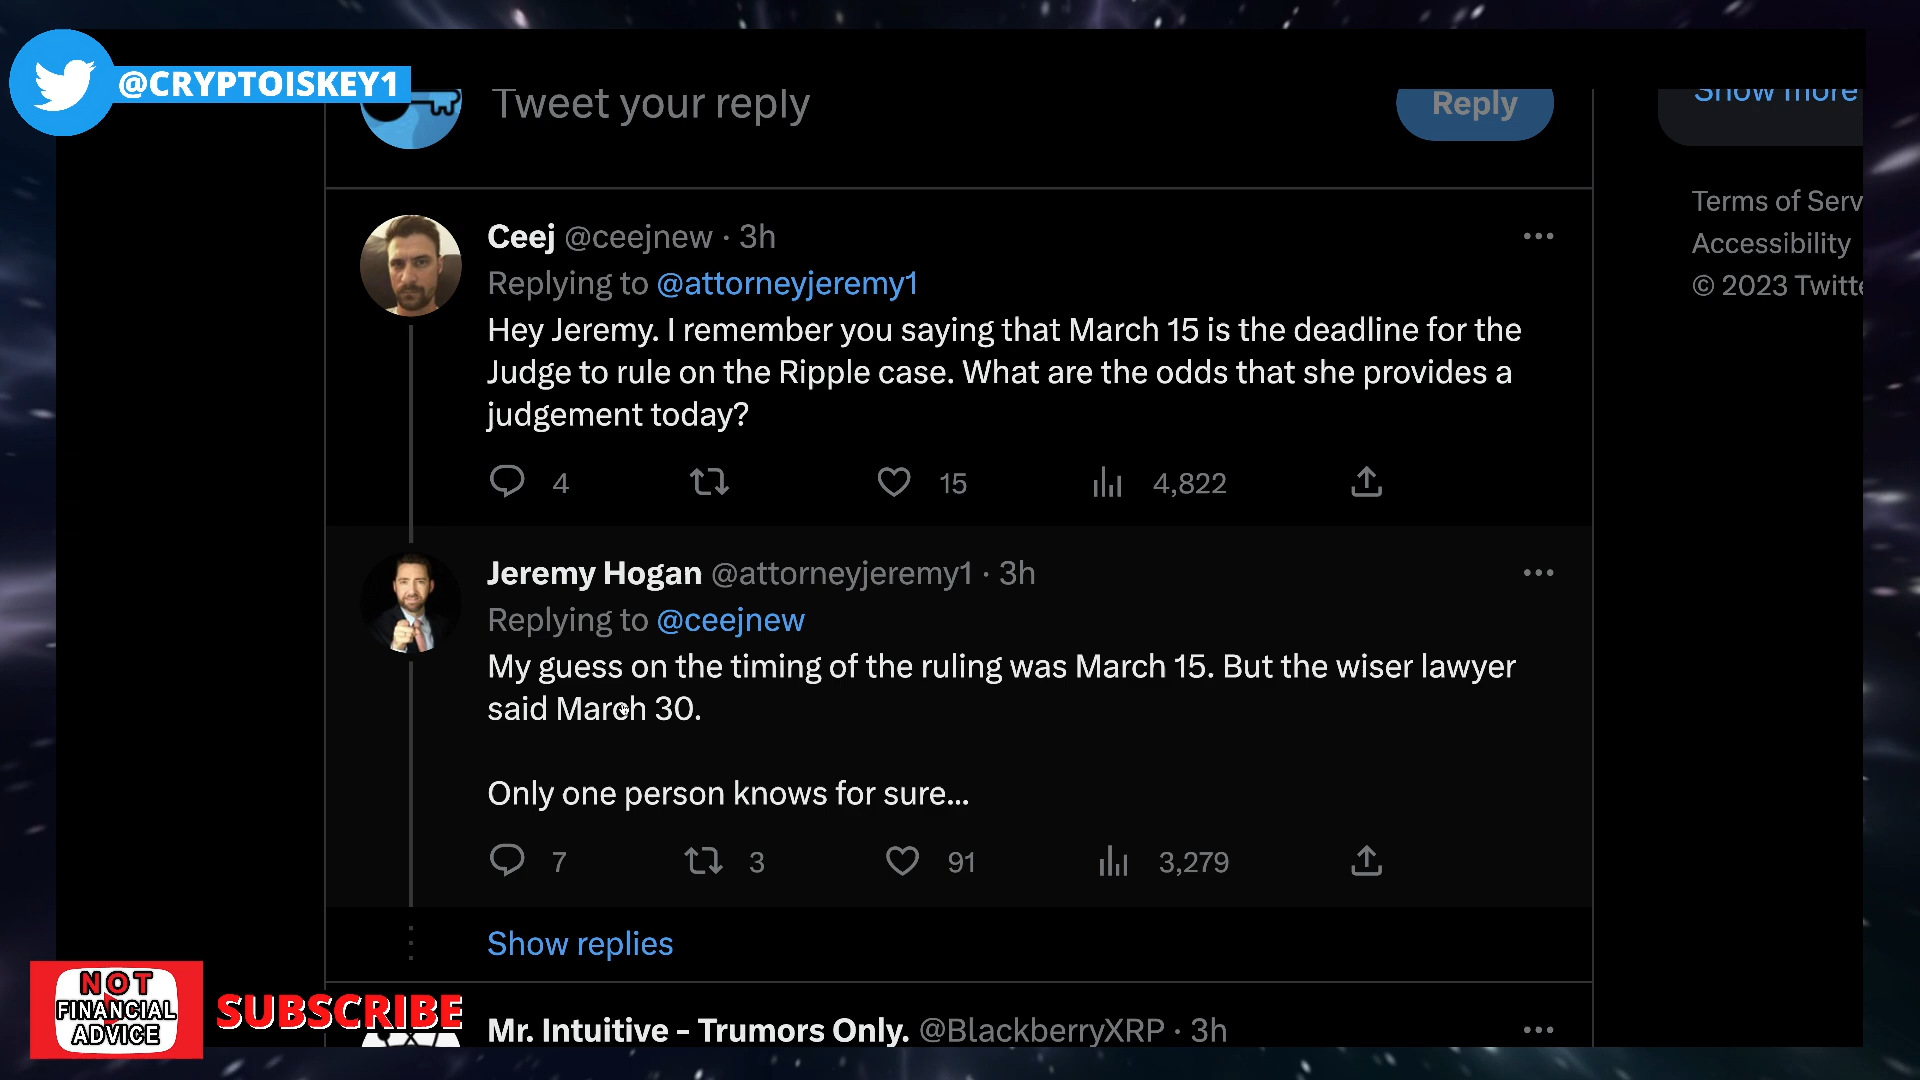 @CRYPTOISKEY1
Tweet your reply
Reply
Show more
Terms of Serv
Accessibility
© 2023 Twitte
Ceej @ceejnew · 3h
Replying to @attorneyjeremy1
Hey Jeremy. I remember you saying that March 15 is the deadline for the
Judge to rule on the Ripple case. What are the odds that she provides a
judgement today?
4 15 4,822
Jeremy Hogan @attorneyjeremy1 · 3h
Replying to @ceejnew
My guess on the timing of the ruling was March 15. But the wiser lawyer
said March 30.
Only one person knows for sure...
7 3 91 3,279
Show replies
Mr. Intuitive - Trumors Only. @BlackberryXRP · 3h
NOT
FINANCIAL
ADVICE
SUBSCRIBE